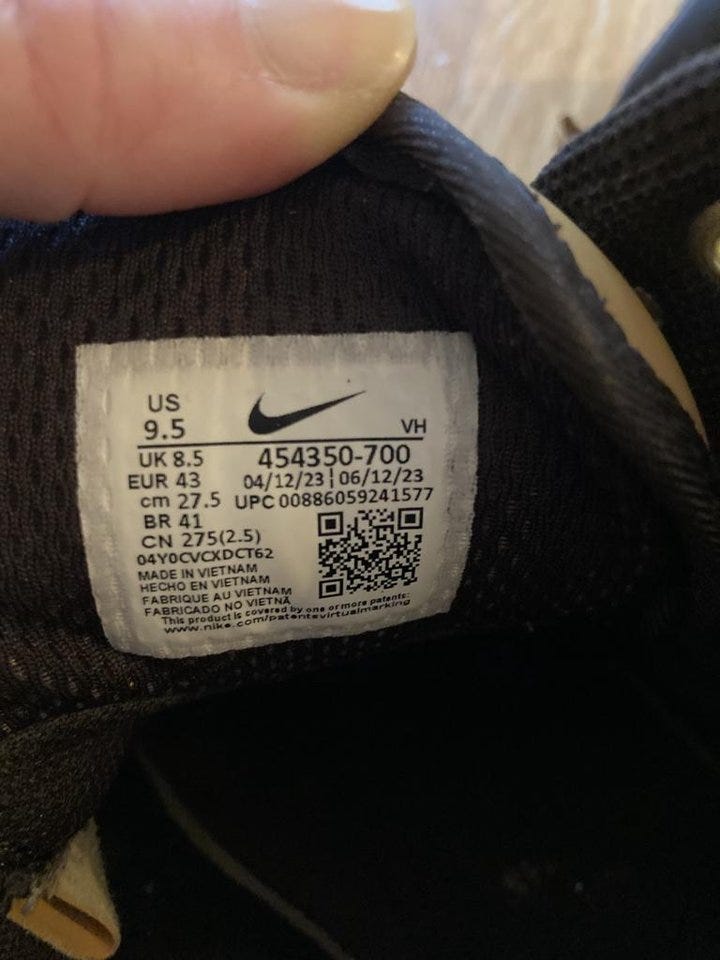 US
9.5
VH
UK 8.5
454350-700
EUR 43
04/12/23 | 06/12/23
cm 27.5
UPC 00886059241577
BR 41
CN 275(2.5)
04Y0CVCXDCT62
MADE IN VIETNAM
HECHO EN VIETNAM
FABRIQUE AU VIETNAM
FABRICADO NO VIETNÃ
This product is covered by one or more patents:
www.nike.com/patentsvirtualmarking